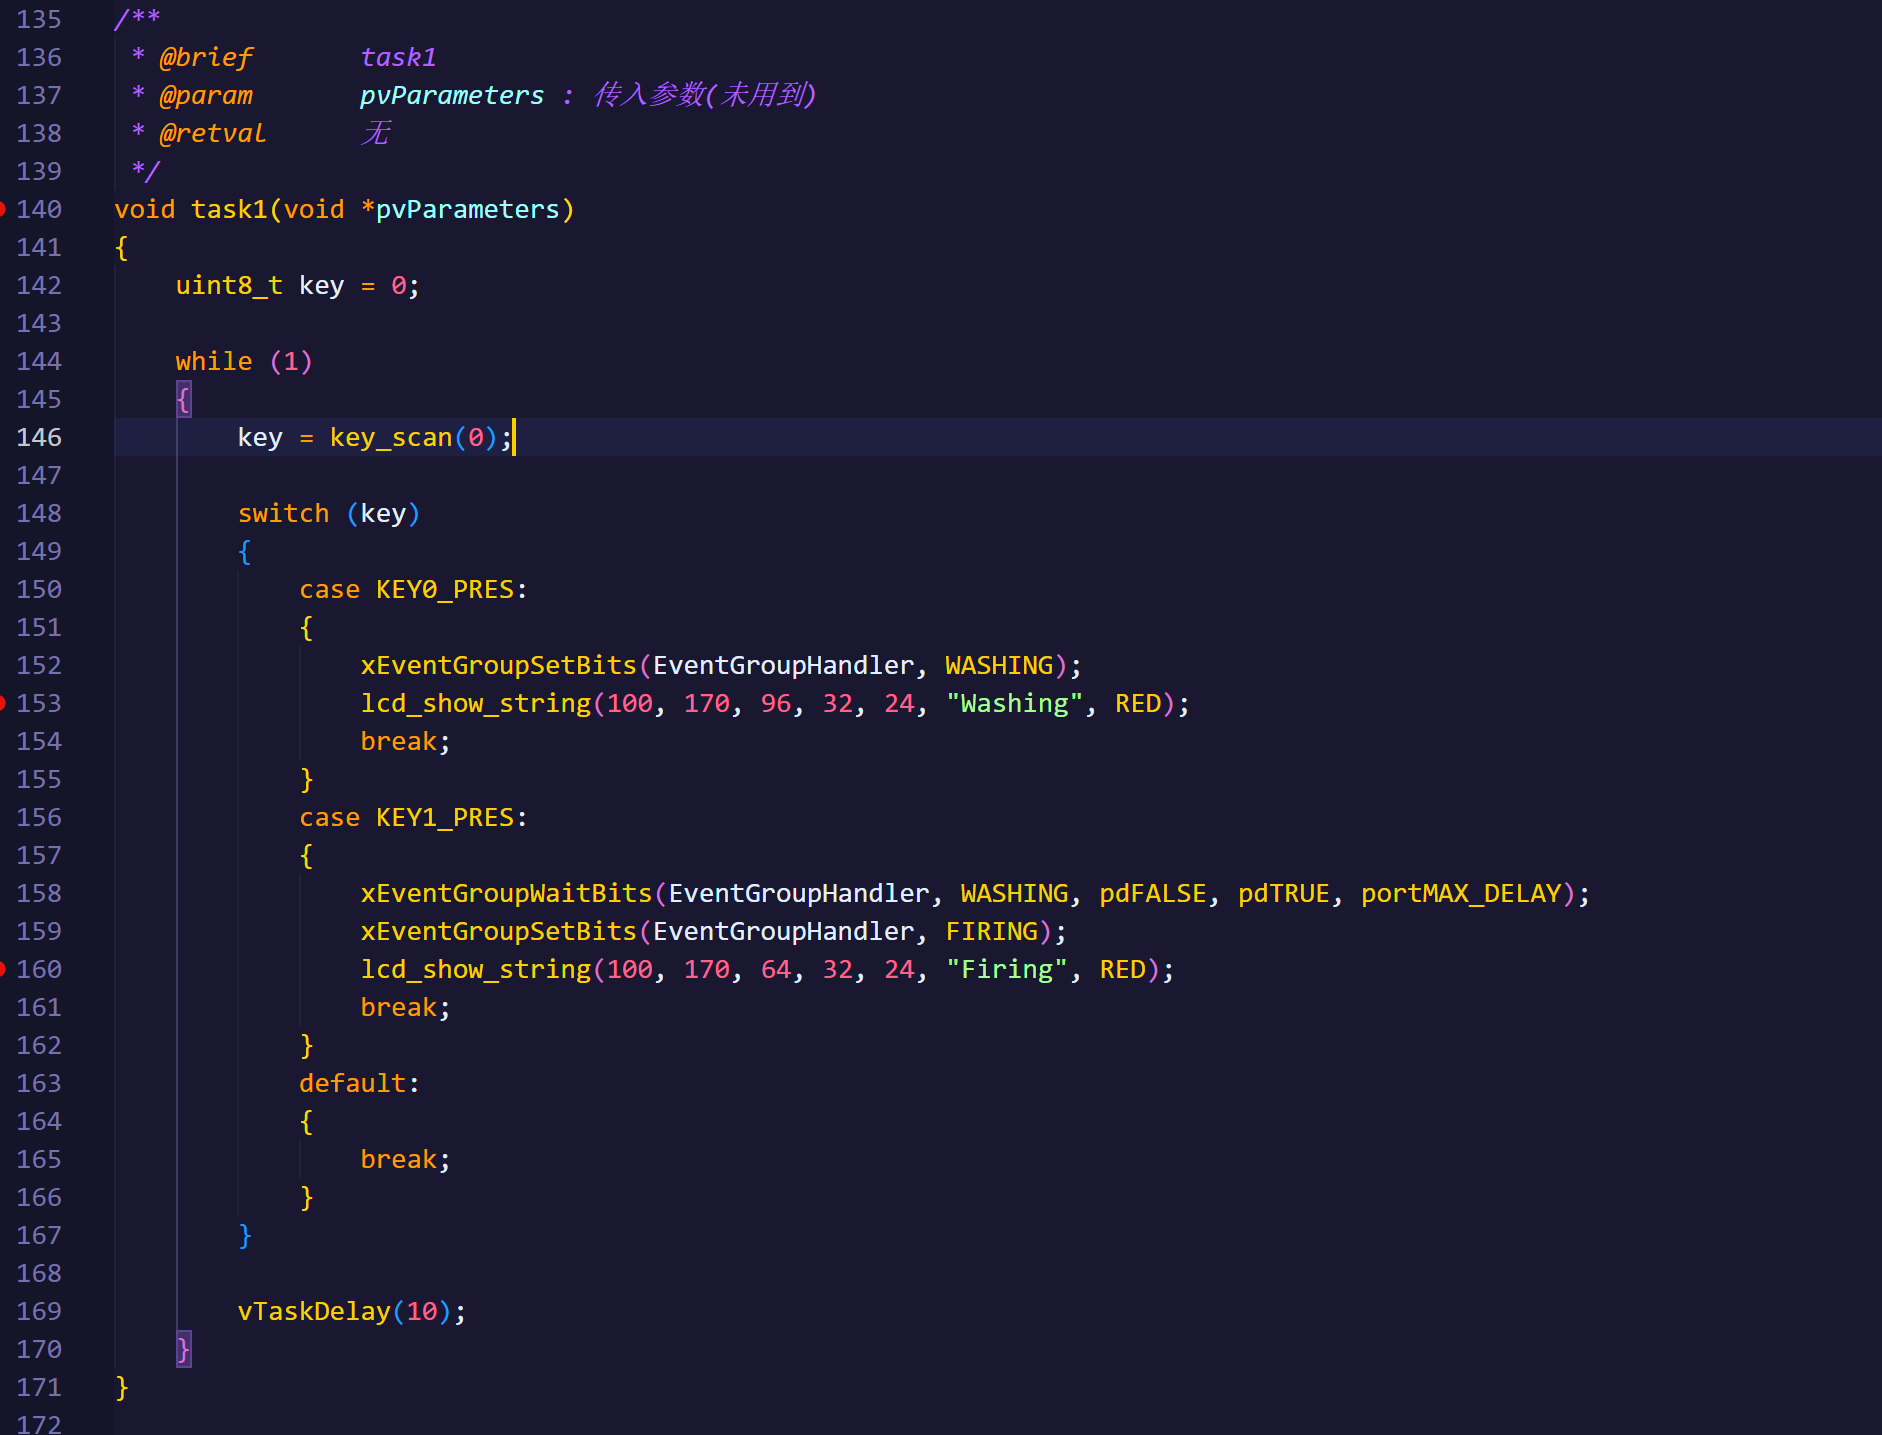 135 /**
136  * @brief       task1
137  * @param       pvParameters : 传入参数(未用到)
138  * @retval      无
139  */
140 void task1(void *pvParameters)
141 {
142     uint8_t key = 0;
143
144     while (1)
145     {
146         key = key_scan(0);
147
148         switch (key)
149         {
150             case KEY0_PRES:
151             {
152                 xEventGroupSetBits(EventGroupHandler, WASHING);
153                 lcd_show_string(100, 170, 96, 32, 24, "Washing", RED);
154                 break;
155             }
156             case KEY1_PRES:
157             {
158                 xEventGroupWaitBits(EventGroupHandler, WASHING, pdFALSE, pdTRUE, portMAX_DELAY);
159                 xEventGroupSetBits(EventGroupHandler, FIRING);
160                 lcd_show_string(100, 170, 64, 32, 24, "Firing", RED);
161                 break;
162             }
163             default:
164             {
165                 break;
166             }
167         }
168
169         vTaskDelay(10);
170     }
171 }
172